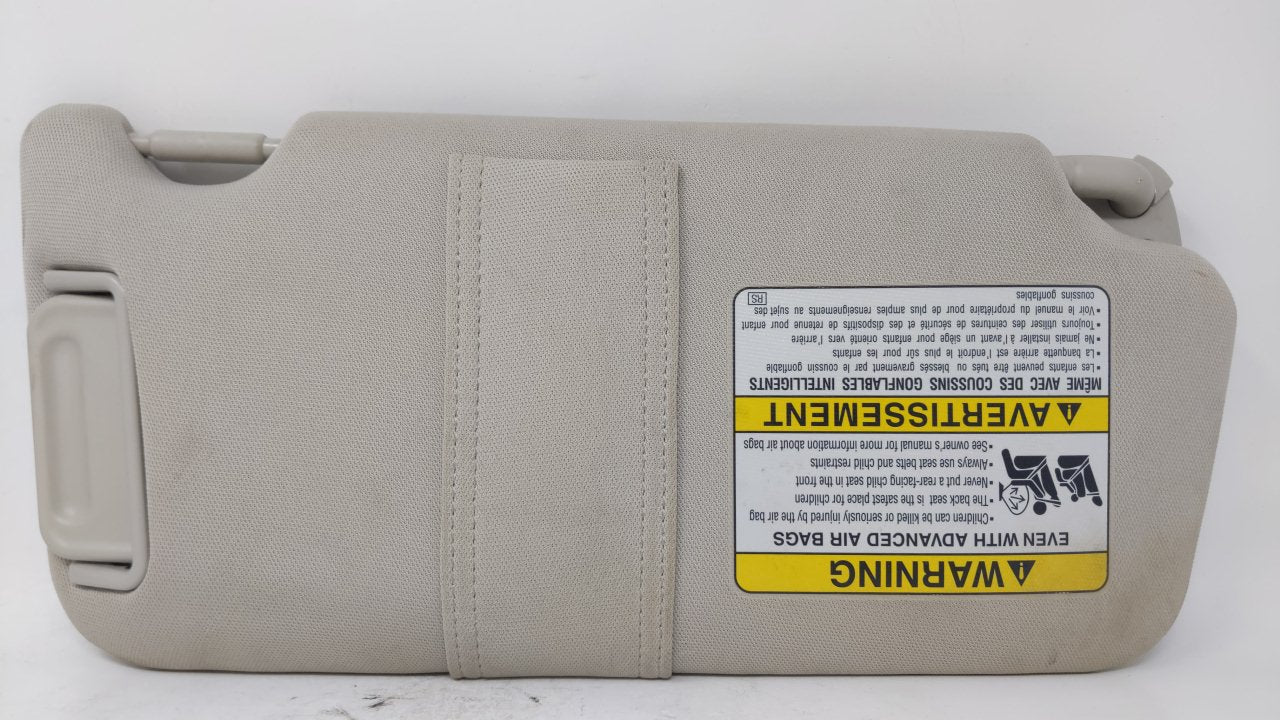 WARNING
EVEN WITH ADVANCED AIR BAGS
• Children can be killed or seriously injured by the air bag
• The back seat is the safest place for children
• Never put a rear-facing child seat in the front
• Always use seat belts and child restraints
• See owner's manual for more information about air bags
AVERTISSEMENT
MÊME AVEC DES COUSSINS GONFLABLES INTELLIGENTS
• Les enfants peuvent être tués ou blessés gravement par le coussin gonflable
• La banquette arrière est l'endroit le plus sûr pour les enfants
• Ne jamais installer à l'avant un siège pour enfants orienté vers l'arrière
• Toujours utiliser des ceintures de sécurité et des dispositifs de retenue pour enfant
• Voir le manuel du propriétaire pour de plus amples renseignements au sujet des
coussins gonflables
RS